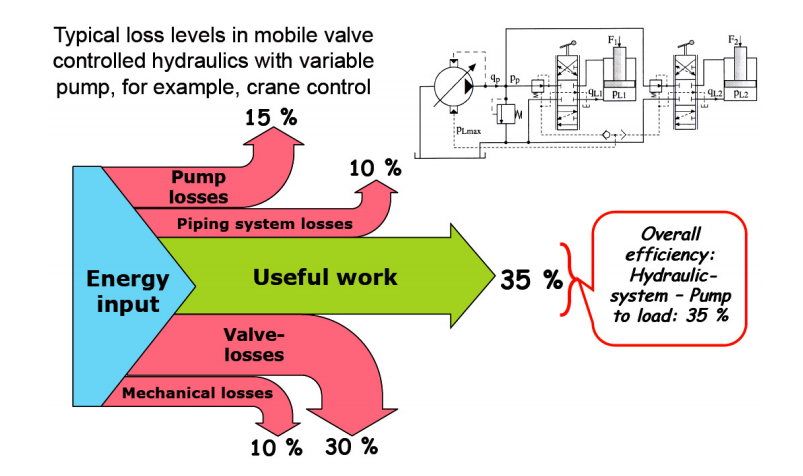 Typical loss levels in mobile valve
controlled hydraulics with variable
pump, for example, crane control
15 %
Pump
losses
10 %
Piping system losses
Energy
input
Useful work
35 %
Overall
efficiency:
Hydraulic-
system – Pump
to load: 35 %
Valve-
losses
Mechanical losses
10 %
30 %
F1
F2
qp
pp
qL1
pL1
qL2
pL2
pLmax